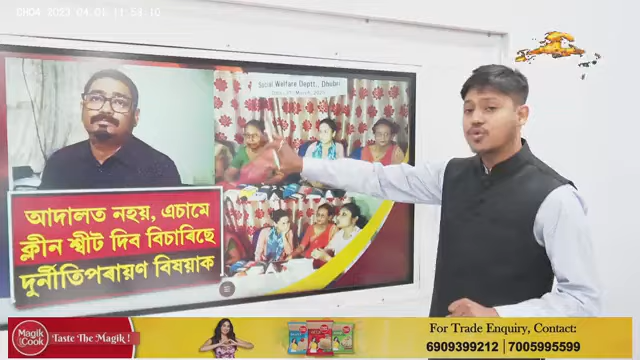 CH04 2023.04.01 11:58:10
Social Welfare Deptt., Dhubri
আদালত নহয়, এচামে
ক্লীন শ্বীট দিব বিচাৰিছে
দুৰ্নীতিপৰায়ণ বিষয়াক
Magik Cook
Taste The Magik !
For Trade Enquiry, Contact :
6909399212 | 7005995599